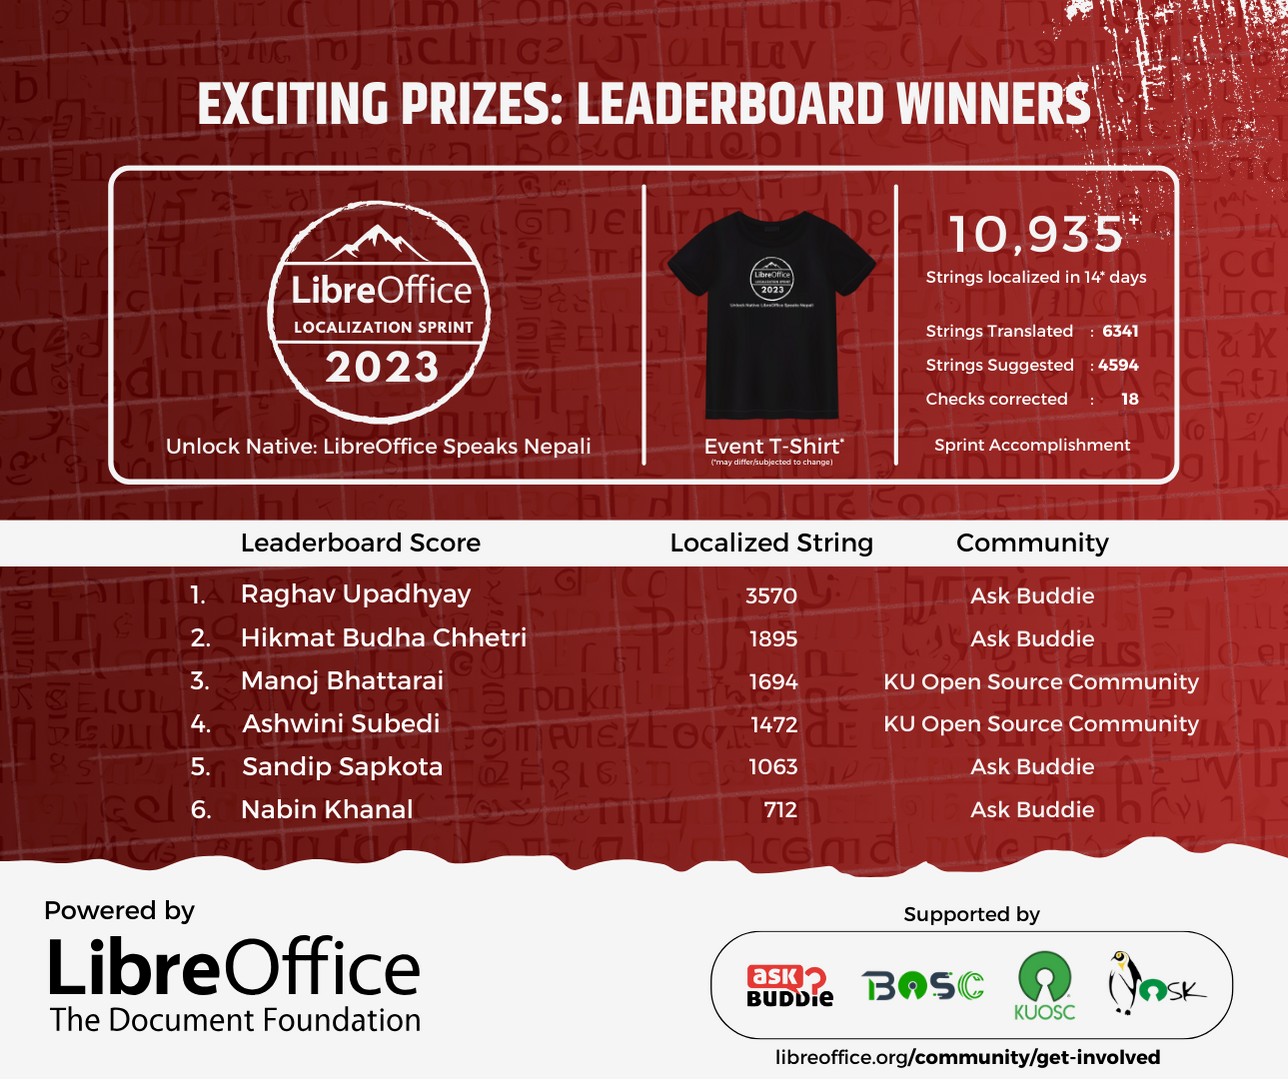 EXCITING PRIZES: LEADERBOARD WINNERS
LibreOffice
LOCALIZATION SPRINT
2023
Unlock Native: LibreOffice Speaks Nepali
LibreOffice
LOCALIZATION SPRINT
2023
Unlock Native: LibreOffice Speaks Nepali
Event T-Shirt*
(*may differ/subjected to change)
10,935+
Strings localized in 14* days
Strings Translated : 6341
Strings Suggested : 4594
Checks corrected : 18
Sprint Accomplishment
Leaderboard Score Localized String Community
1. Raghav Upadhyay 3570 Ask Buddie
2. Hikmat Budha Chhetri 1895 Ask Buddie
3. Manoj Bhattarai 1694 KU Open Source Community
4. Ashwini Subedi 1472 KU Open Source Community
5. Sandip Sapkota 1063 Ask Buddie
6. Nabin Khanal 712 Ask Buddie
Powered by
LibreOffice
The Document Foundation
Supported by
ask?
BUDDie
BOSC
KUOSC
NOSK
libreoffice.org/community/get-involved